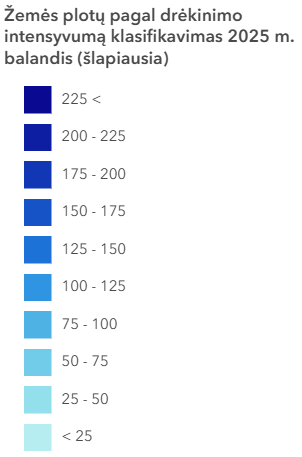 Žemės plotų pagal drėkinimo
intensyvumą klasifikavimas 2025 m.
balandis (šlapiausia)
225 <
200 - 225
175 - 200
150 - 175
125 - 150
100 - 125
75 - 100
50 - 75
25 - 50
< 25